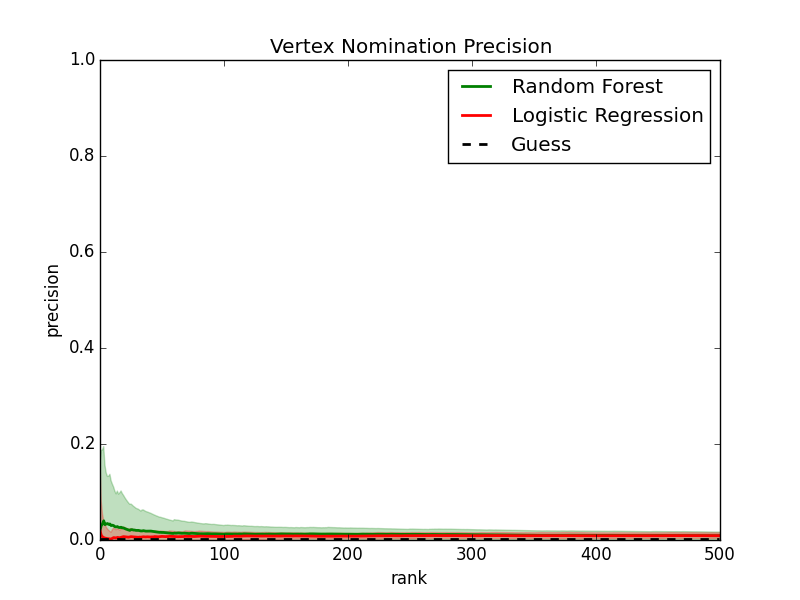 Vertex Nomination Precision
1.0
0.8
0.6
0.4
0.2
0.0
precision
Random Forest
Logistic Regression
Guess
0 100 200 300 400 500
rank